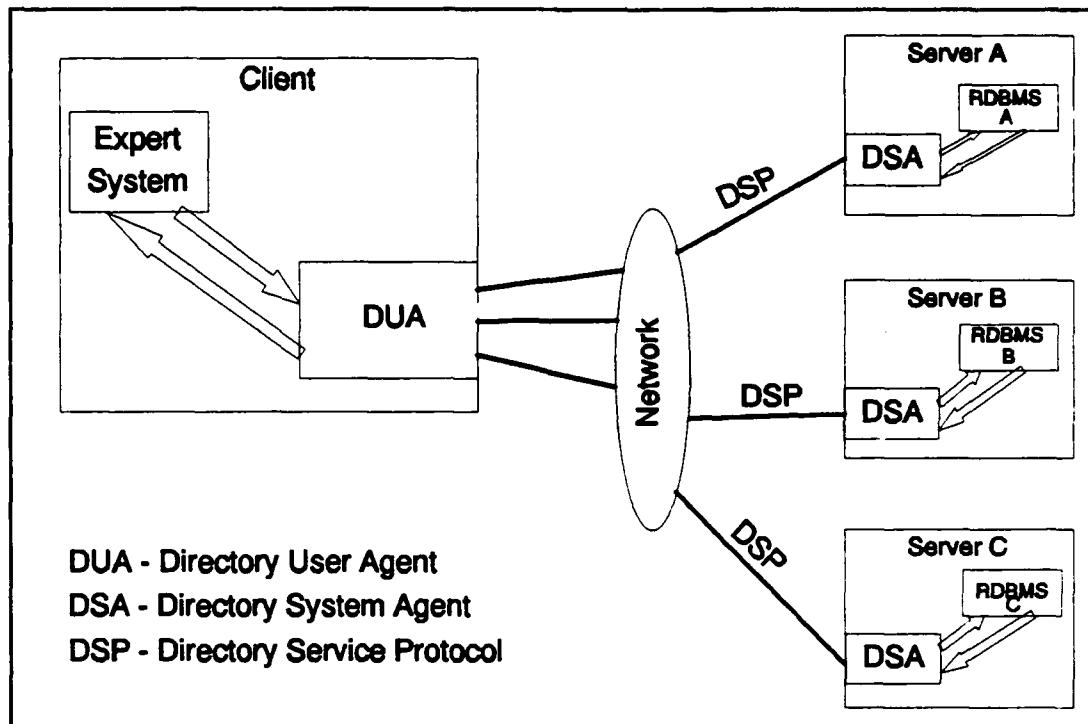 Client
Expert
System
DUA
Network
DSP
DSP
DSP
Server A
RDBMS
A
DSA
Server B
RDBMS
B
DSA
Server C
RDBMS
C
DSA
DUA - Directory User Agent
DSA - Directory System Agent
DSP - Directory Service Protocol